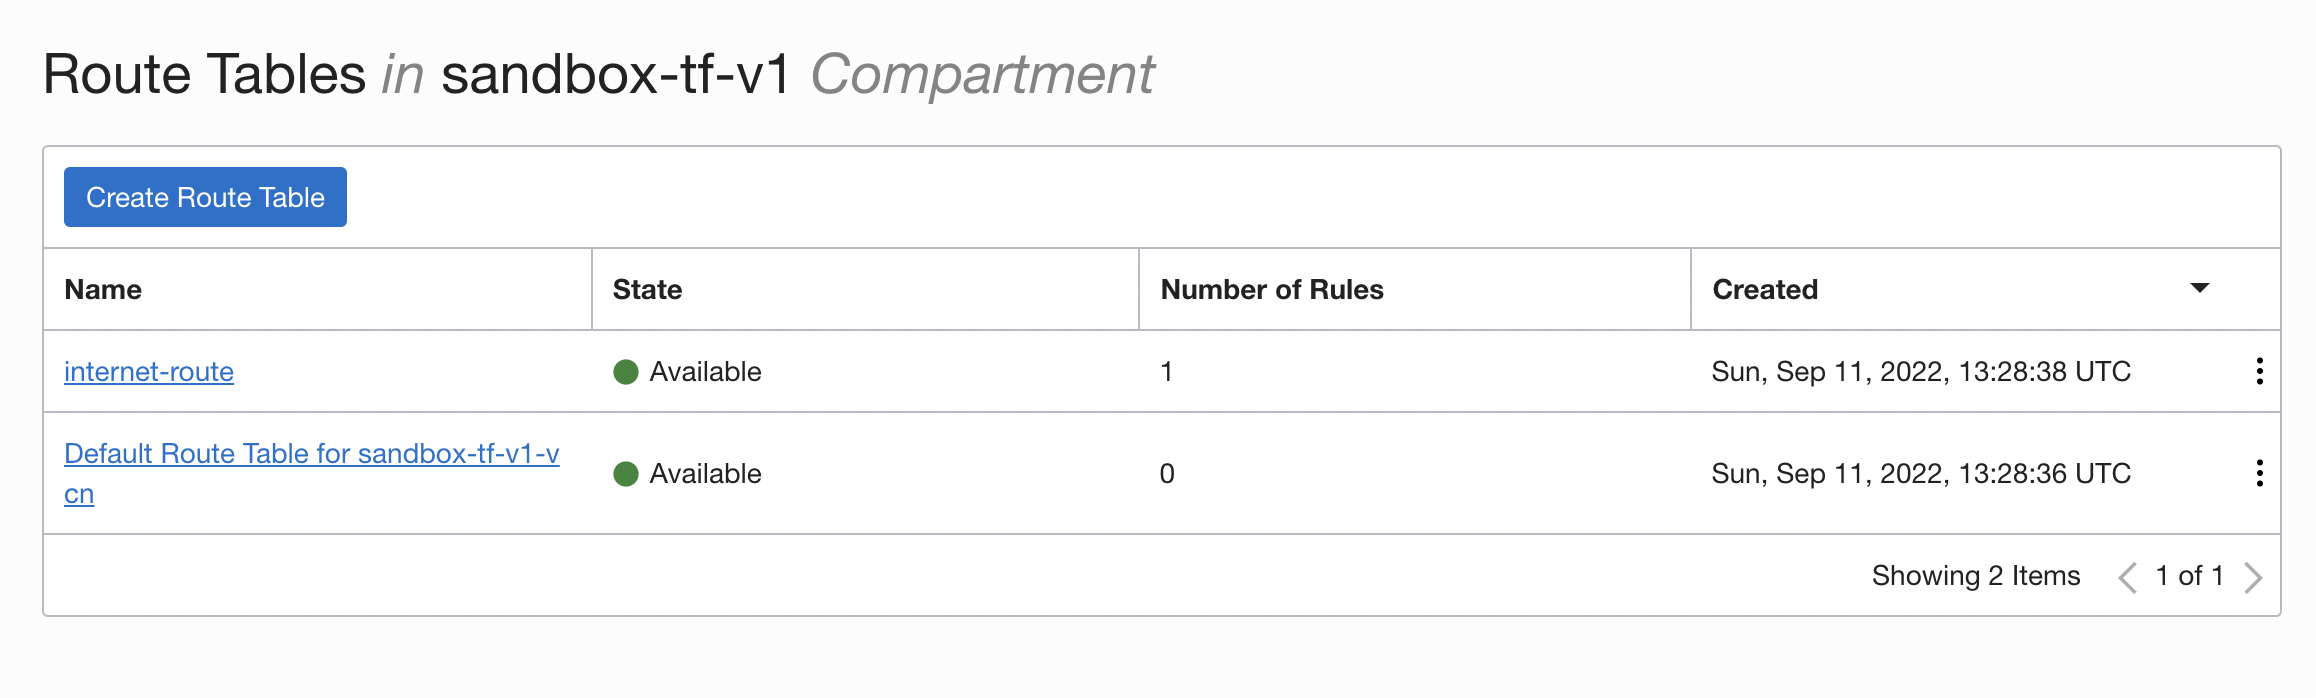 Route Tables in sandbox-tf-v1 Compartment
Create Route Table
Name State Number of Rules Created
internet-route Available 1 Sun, Sep 11, 2022, 13:28:38 UTC
Default Route Table for sandbox-tf-v1-v
cn Available 0 Sun, Sep 11, 2022, 13:28:36 UTC
Showing 2 Items 1 of 1